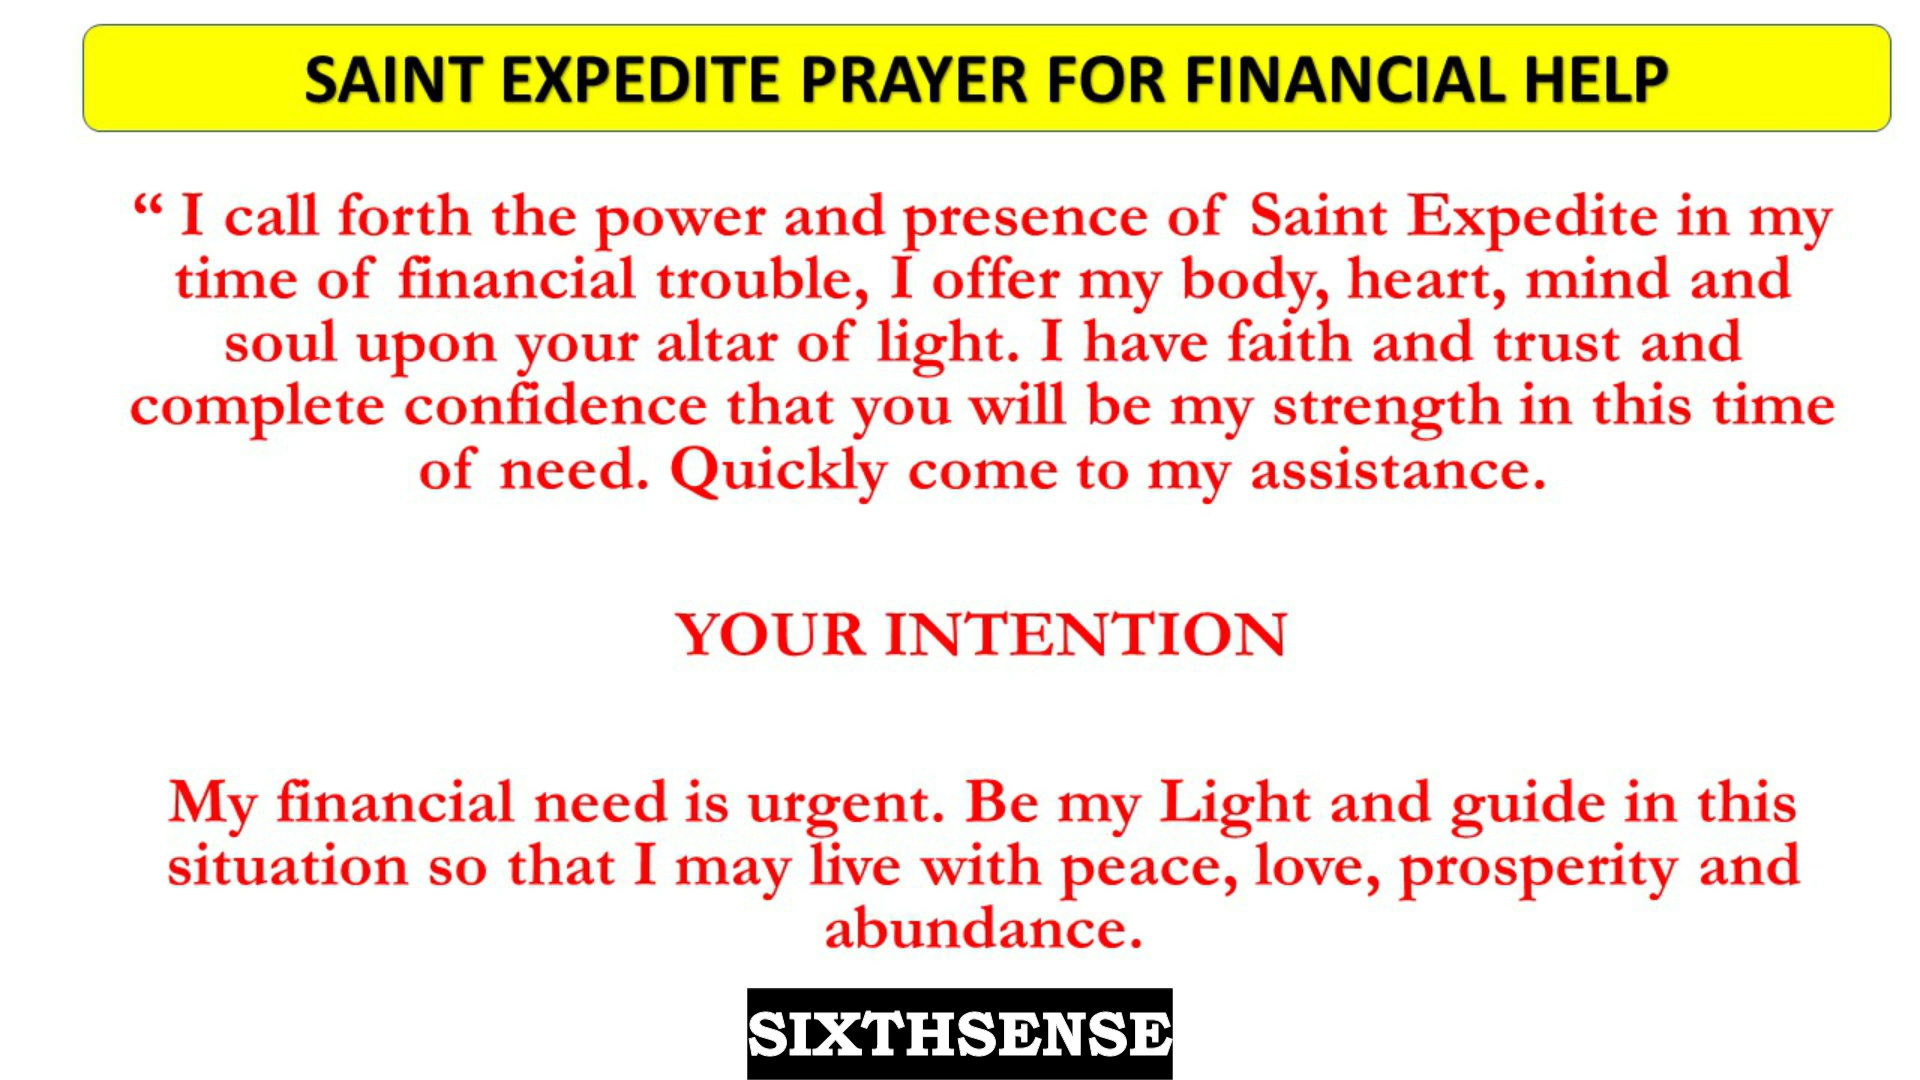 SAINT EXPEDITE PRAYER FOR FINANCIAL HELP
“ I call forth the power and presence of Saint Expedite in my
time of financial trouble, I offer my body, heart, mind and
soul upon your altar of light. I have faith and trust and
complete confidence that you will be my strength in this time
of need. Quickly come to my assistance.
YOUR INTENTION
My financial need is urgent. Be my Light and guide in this
situation so that I may live with peace, love, prosperity and
abundance.
SIXTHSENSE